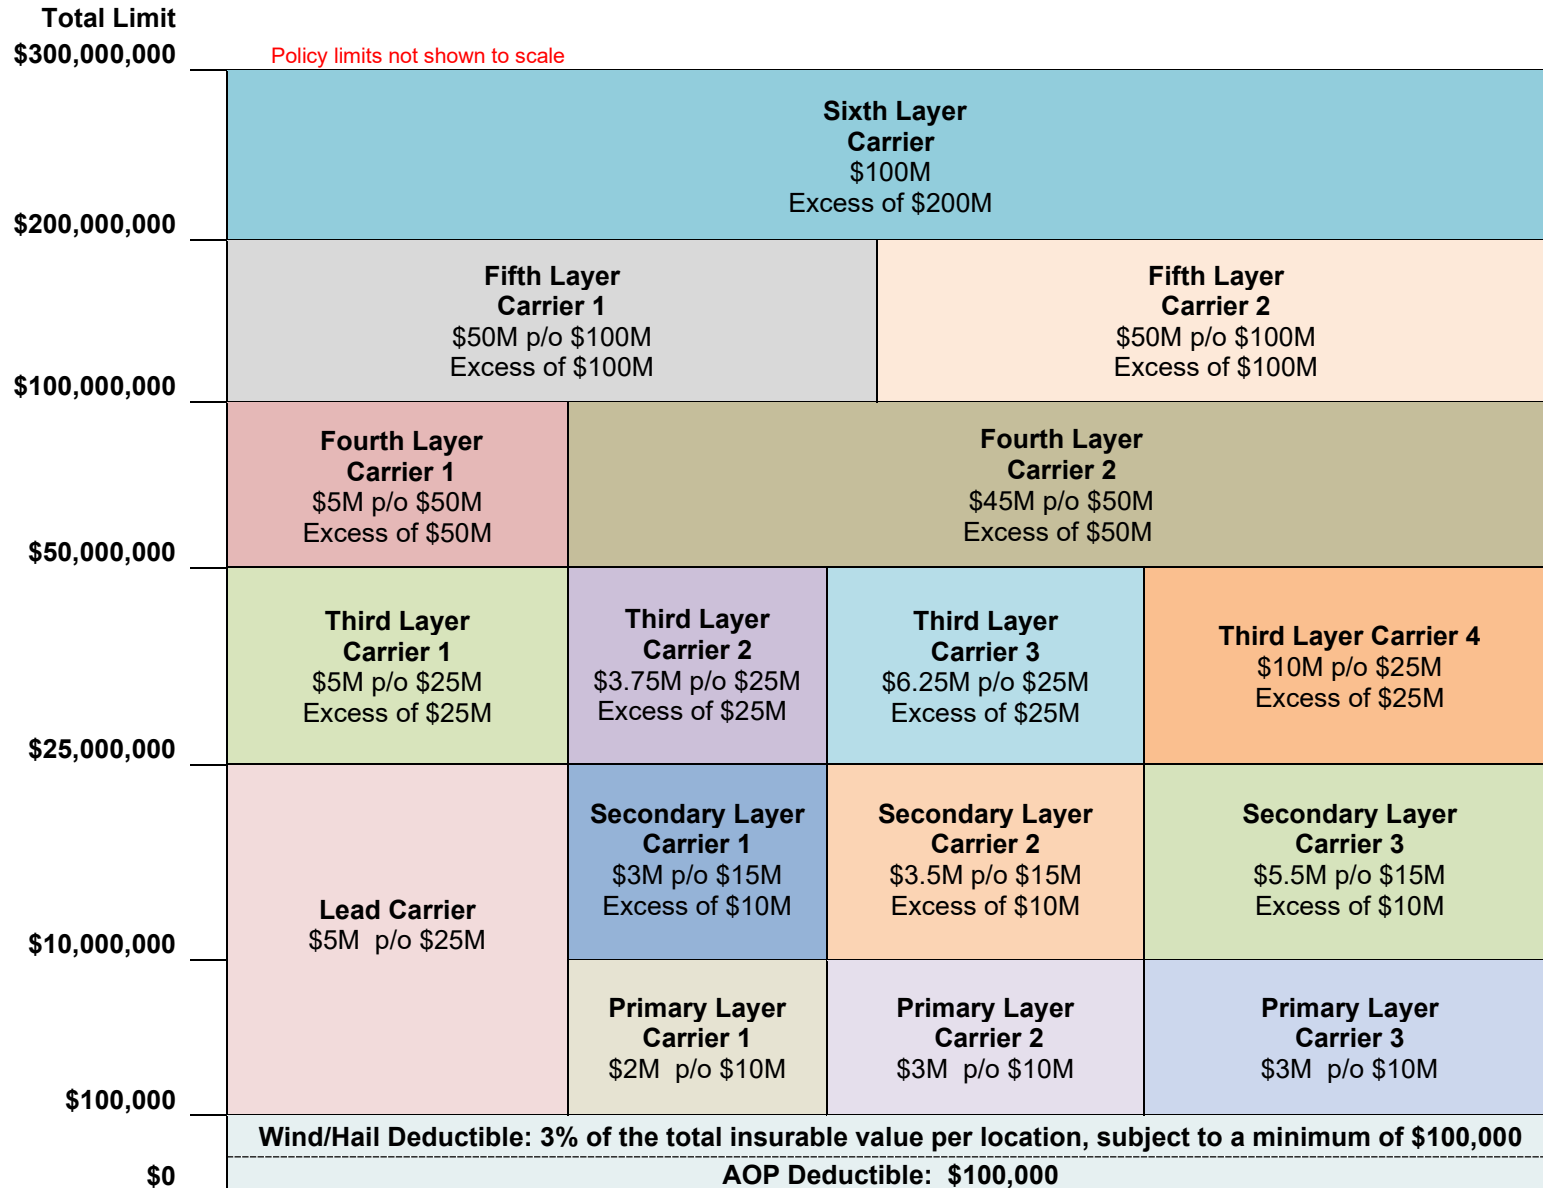 Total Limit
$300,000,000
Policy limits not shown to scale
Sixth Layer
Carrier
$100M
Excess of $200M
$200,000,000
Fifth Layer
Carrier 1
$50M p/o $100M
Excess of $100M
Fifth Layer
Carrier 2
$50M p/o $100M
Excess of $100M
$100,000,000
Fourth Layer
Carrier 1
$5M p/o $50M
Excess of $50M
Fourth Layer
Carrier 2
$45M p/o $50M
Excess of $50M
$50,000,000
Third Layer
Carrier 1
$5M p/o $25M
Excess of $25M
Third Layer
Carrier 2
$3.75M p/o $25M
Excess of $25M
Third Layer
Carrier 3
$6.25M p/o $25M
Excess of $25M
Third Layer Carrier 4
$10M p/o $25M
Excess of $25M
$25,000,000
Lead Carrier
$5M  p/o $25M
Secondary Layer
Carrier 1
$3M p/o $15M
Excess of $10M
Secondary Layer
Carrier 2
$3.5M p/o $15M
Excess of $10M
Secondary Layer
Carrier 3
$5.5M p/o $15M
Excess of $10M
$10,000,000
Primary Layer
Carrier 1
$2M  p/o $10M
Primary Layer
Carrier 2
$3M  p/o $10M
Primary Layer
Carrier 3
$3M  p/o $10M
$100,000
Wind/Hail Deductible: 3% of the total insurable value per location, subject to a minimum of $100,000
$0
AOP Deductible:  $100,000